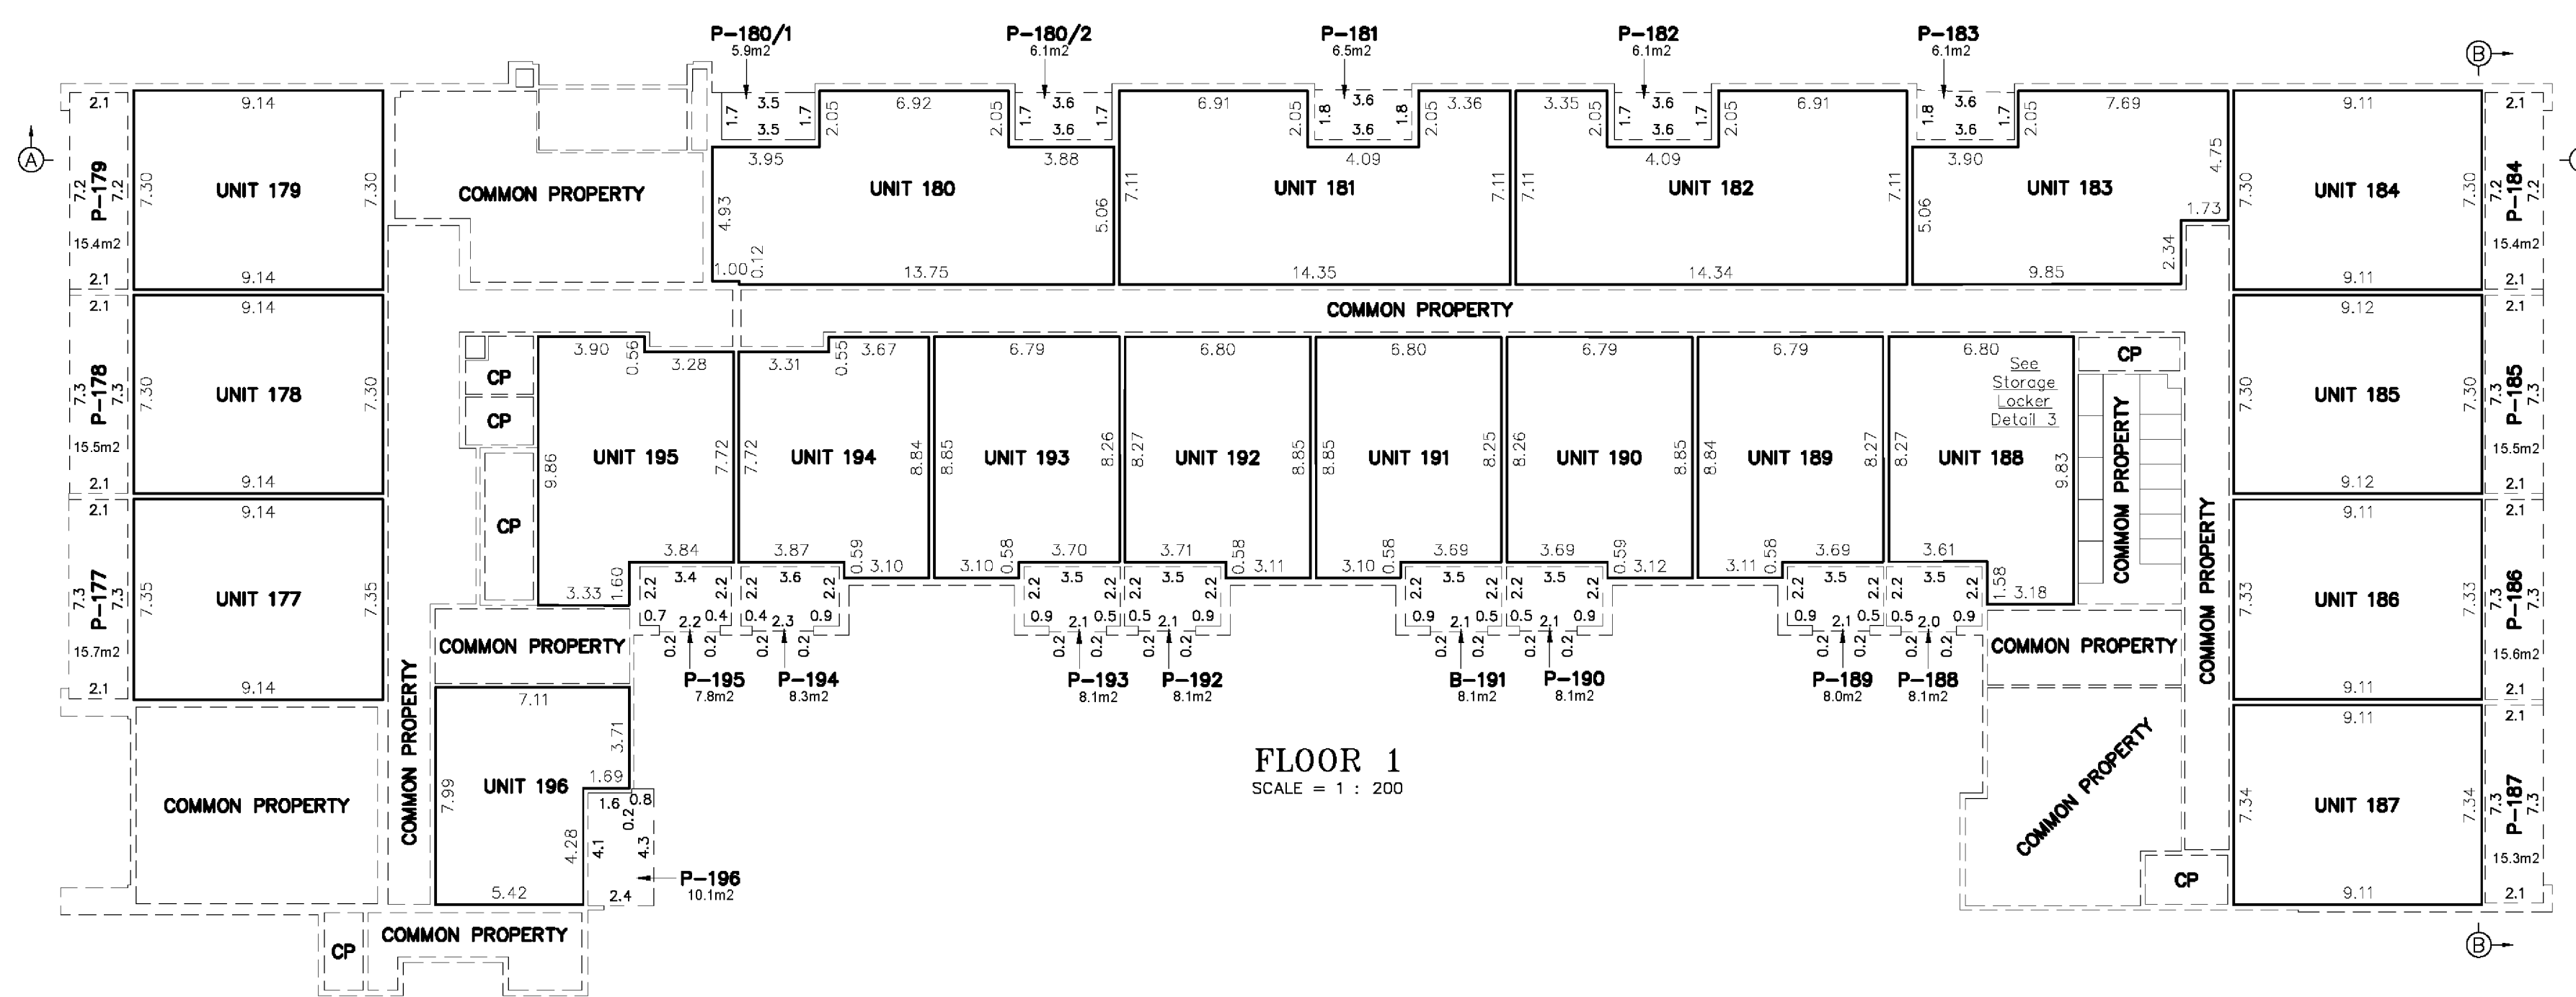 P-180/1
5.9m2
P-180/2
6.1m2
P-181
6.5m2
P-182
6.1m2
P-183
6.1m2
A
B
2.1
7.2
P-179
7.2
15.4m2
2.1
9.14
7.30
UNIT 179
7.30
9.14
COMMON PROPERTY
3.5
1.7
1.7
3.5
3.95
2.05
6.92
2.05
3.6
1.7
1.7
3.6
3.88
UNIT 180
4.93
5.06
1.00
0.12
13.75
6.91
2.05
3.6
1.8
1.8
3.6
2.05
3.36
4.09
UNIT 181
7.11
7.11
14.35
3.35
2.05
3.6
1.7
1.7
3.6
2.05
6.91
4.09
UNIT 182
7.11
7.11
14.34
3.6
1.8
1.7
3.6
2.05
7.69
3.90
UNIT 183
5.06
4.75
1.73
2.34
9.85
9.11
7.30
UNIT 184
7.30
9.11
2.1
7.2
P-184
7.2
15.4m2
2.1
COMMON PROPERTY
2.1
7.3
P-178
7.3
15.5m2
2.1
9.14
7.30
UNIT 178
7.30
9.14
CP
CP
CP
3.90
0.56
3.28
9.86
UNIT 195
7.72
3.84
1.60
3.33
3.31
0.55
3.67
7.72
UNIT 194
8.84
3.87
0.59
3.10
6.79
8.85
UNIT 193
8.26
3.10
0.58
3.70
6.80
8.27
UNIT 192
8.85
3.71
0.58
3.11
6.80
8.85
UNIT 191
8.25
3.10
0.58
3.69
6.79
8.26
UNIT 190
8.85
3.69
0.59
3.12
6.79
8.84
UNIT 189
8.27
3.11
0.58
3.69
6.80
See
Storage
Locker
Detail 3
8.27
UNIT 188
9.83
3.61
1.58
3.18
CP
COMMOM PROPERTY
COMMOM PROPERTY
9.12
7.30
UNIT 185
7.30
9.12
2.1
7.3
P-185
7.3
15.5m2
2.1
2.1
7.3
P-177
7.3
15.7m2
2.1
9.14
7.35
UNIT 177
7.35
9.14
3.4
2.2
2.2
0.7
2.2
0.4
0.2
0.2
P-195
7.8m2
3.6
2.2
2.2
0.4
2.3
0.9
0.2
0.2
P-194
8.3m2
3.5
2.2
2.2
0.9
2.1
0.5
0.2
0.2
P-193
8.1m2
3.5
2.2
2.2
0.5
2.1
0.9
0.2
0.2
P-192
8.1m2
3.5
2.2
2.2
0.9
2.1
0.5
0.2
0.2
B-191
8.1m2
3.5
2.2
2.2
0.5
2.1
0.9
0.2
0.2
P-190
8.1m2
3.5
2.2
2.2
0.9
2.1
0.5
0.2
0.2
P-189
8.0m2
3.5
2.2
2.2
0.5
2.0
0.9
0.2
0.2
P-188
8.1m2
9.11
7.33
UNIT 186
7.33
9.11
2.1
7.3
P-186
7.3
15.6m2
2.1
COMMON PROPERTY
COMMON PROPERTY
COMMON PROPERTY
COMMON PROPERTY
COMMON PROPERTY
7.11
3.71
UNIT 196
7.99
1.69
4.28
5.42
1.6
0.8
0.2
4.1
4.3
2.4
P-196
10.1m2
FLOOR 1
SCALE = 1 : 200
CP
9.11
7.34
UNIT 187
7.34
9.11
2.1
7.3
P-187
7.3
15.3m2
2.1
CP
COMMON PROPERTY
B